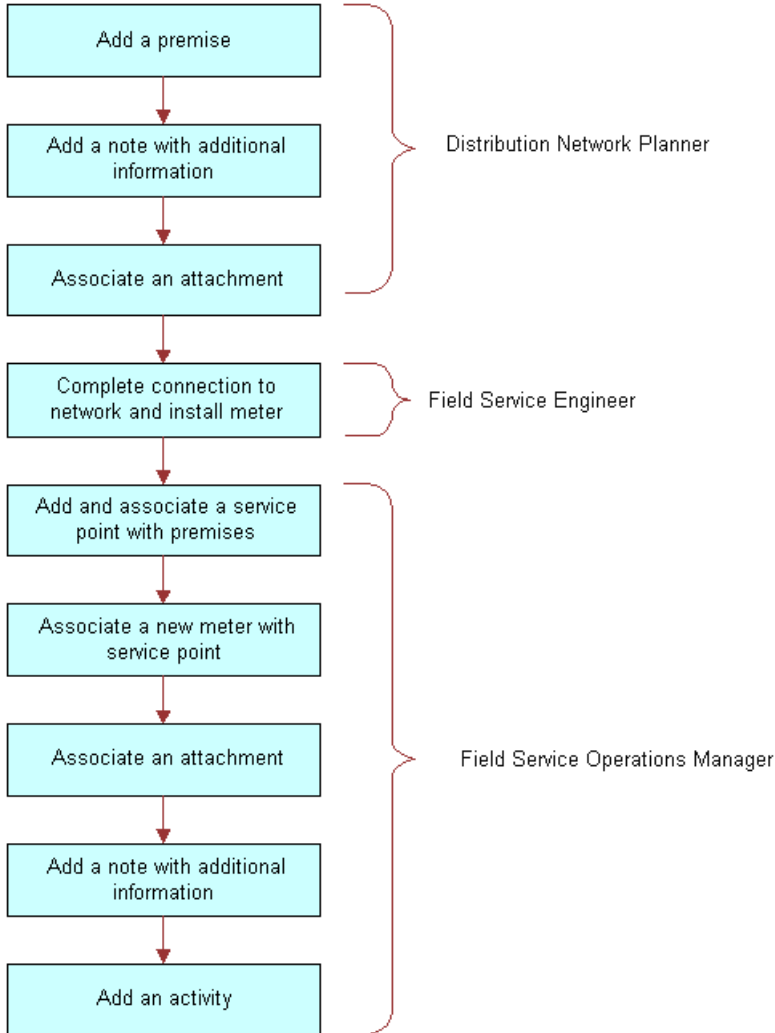 Add a premise
Add a note with additional
information
Distribution Network Planner
Associate an attachment
Complete connection to
network and install meter
Field Service Engineer
Add and associate a service
point with premises
Associate a new meter with
service point
Associate an attachment
Field Service Operations Manager
Add a note with additional
information
Add an activity